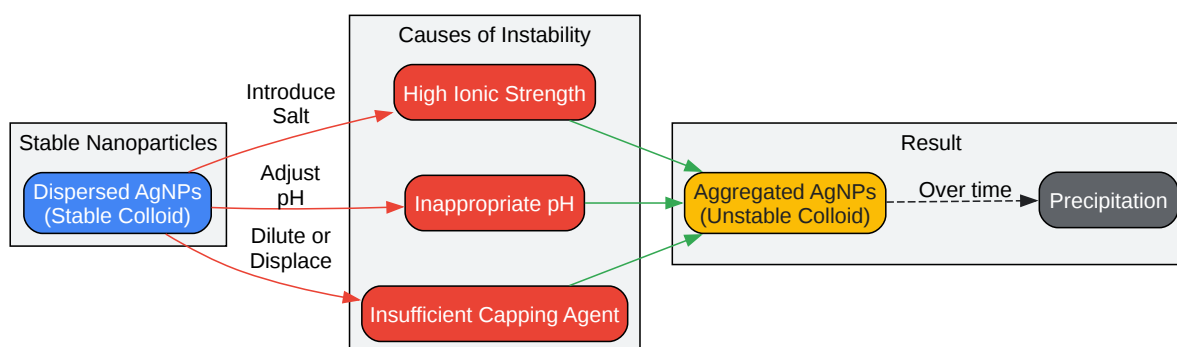 Causes of Instability
Introduce
Salt
High Ionic Strength
Stable Nanoparticles
Dispersed AgNPs
(Stable Colloid)
Adjust
pH
Inappropriate pH
Dilute or
Displace
Insufficient Capping Agent
Result
Aggregated AgNPs
(Unstable Colloid)
Over time
Precipitation